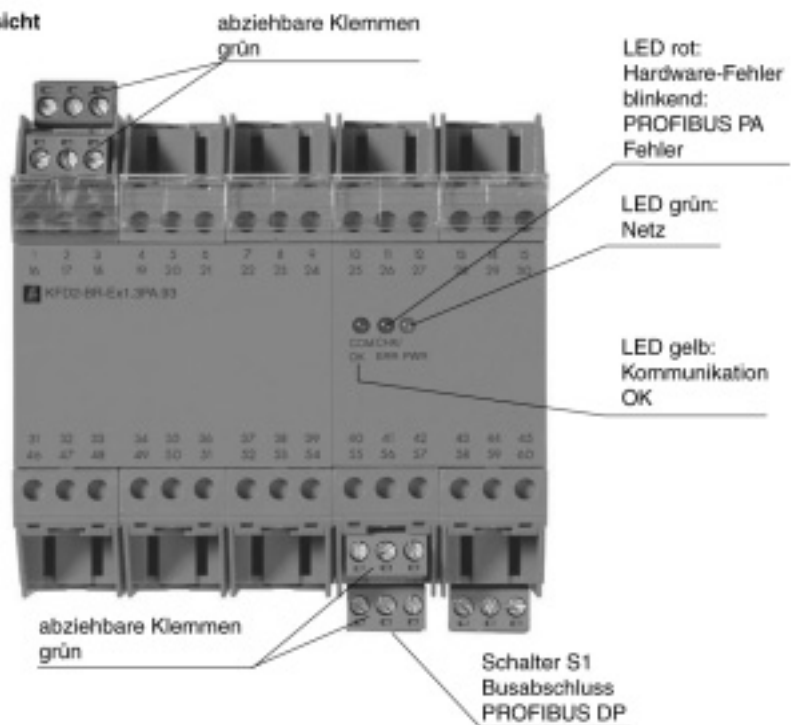 sicht
abziehbare Klemmen
grün
LED rot:
Hardware-Fehler
blinkend:
PROFIBUS PA
Fehler
LED grün:
Netz
1 2 3 4 5 6 7 8 9 10 11 12 13 14 15
16 17 18 19 20 21 22 23 24 25 26 27 28 29 30
KFD2-BR-Ex1.3PA.93
COM CHK/
OK ERR PWR
LED gelb:
Kommunikation
OK
31 32 33 34 35 36 37 38 39 40 41 42 43 44 45
46 47 48 49 50 51 52 53 54 55 56 57 58 59 60
abziehbare Klemmen
grün
Schalter S1
Busabschluss
PROFIBUS DP